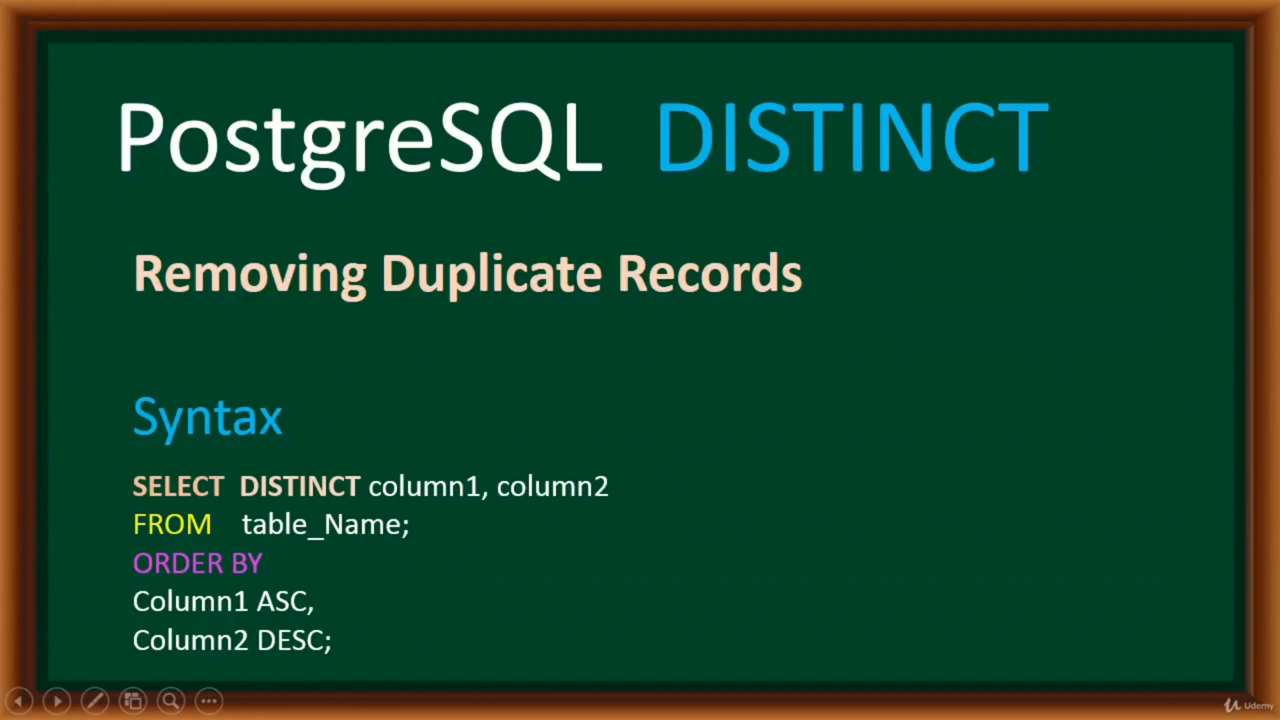 PostgreSQL DISTINCT
Removing Duplicate Records
Syntax
SELECT DISTINCT column1, column2
FROM table_Name;
ORDER BY
Column1 ASC,
Column2 DESC;
Udemy